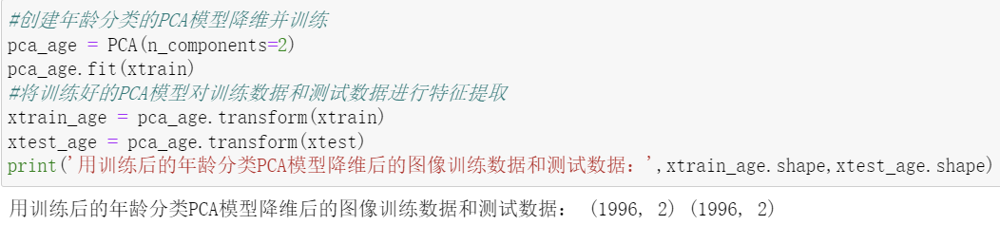 #创建年龄分类的PCA模型降维并训练
pca_age = PCA(n_components=2)
pca_age.fit(xtrain)
#将训练好的PCA模型对训练数据和测试数据进行特征提取
xtrain_age = pca_age.transform(xtrain)
xtest_age = pca_age.transform(xtest)
print('用训练后的年龄分类PCA模型降维后的图像训练数据和测试数据：',xtrain_age.shape,xtest_age.shape)
用训练后的年龄分类PCA模型降维后的图像训练数据和测试数据： (1996, 2) (1996, 2)